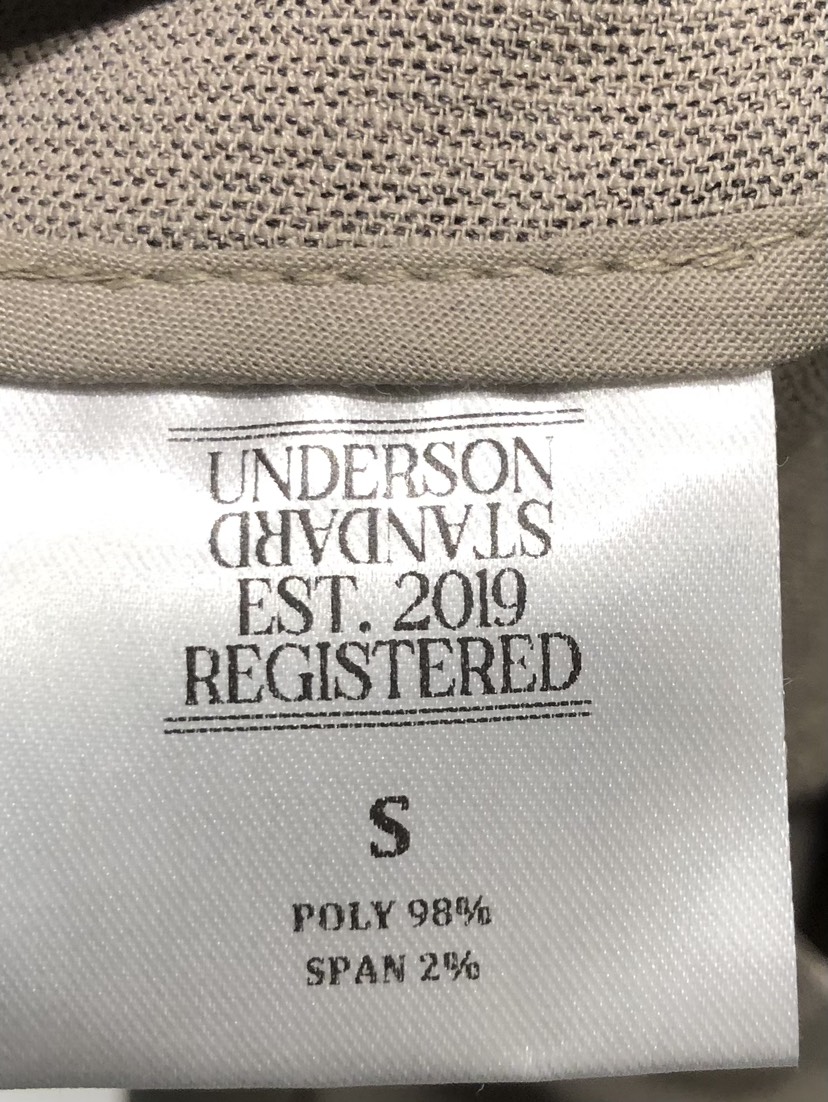 UNDERSON
STANDARD
EST. 2019
REGISTERED
S
POLY 98%
SPAN 2%